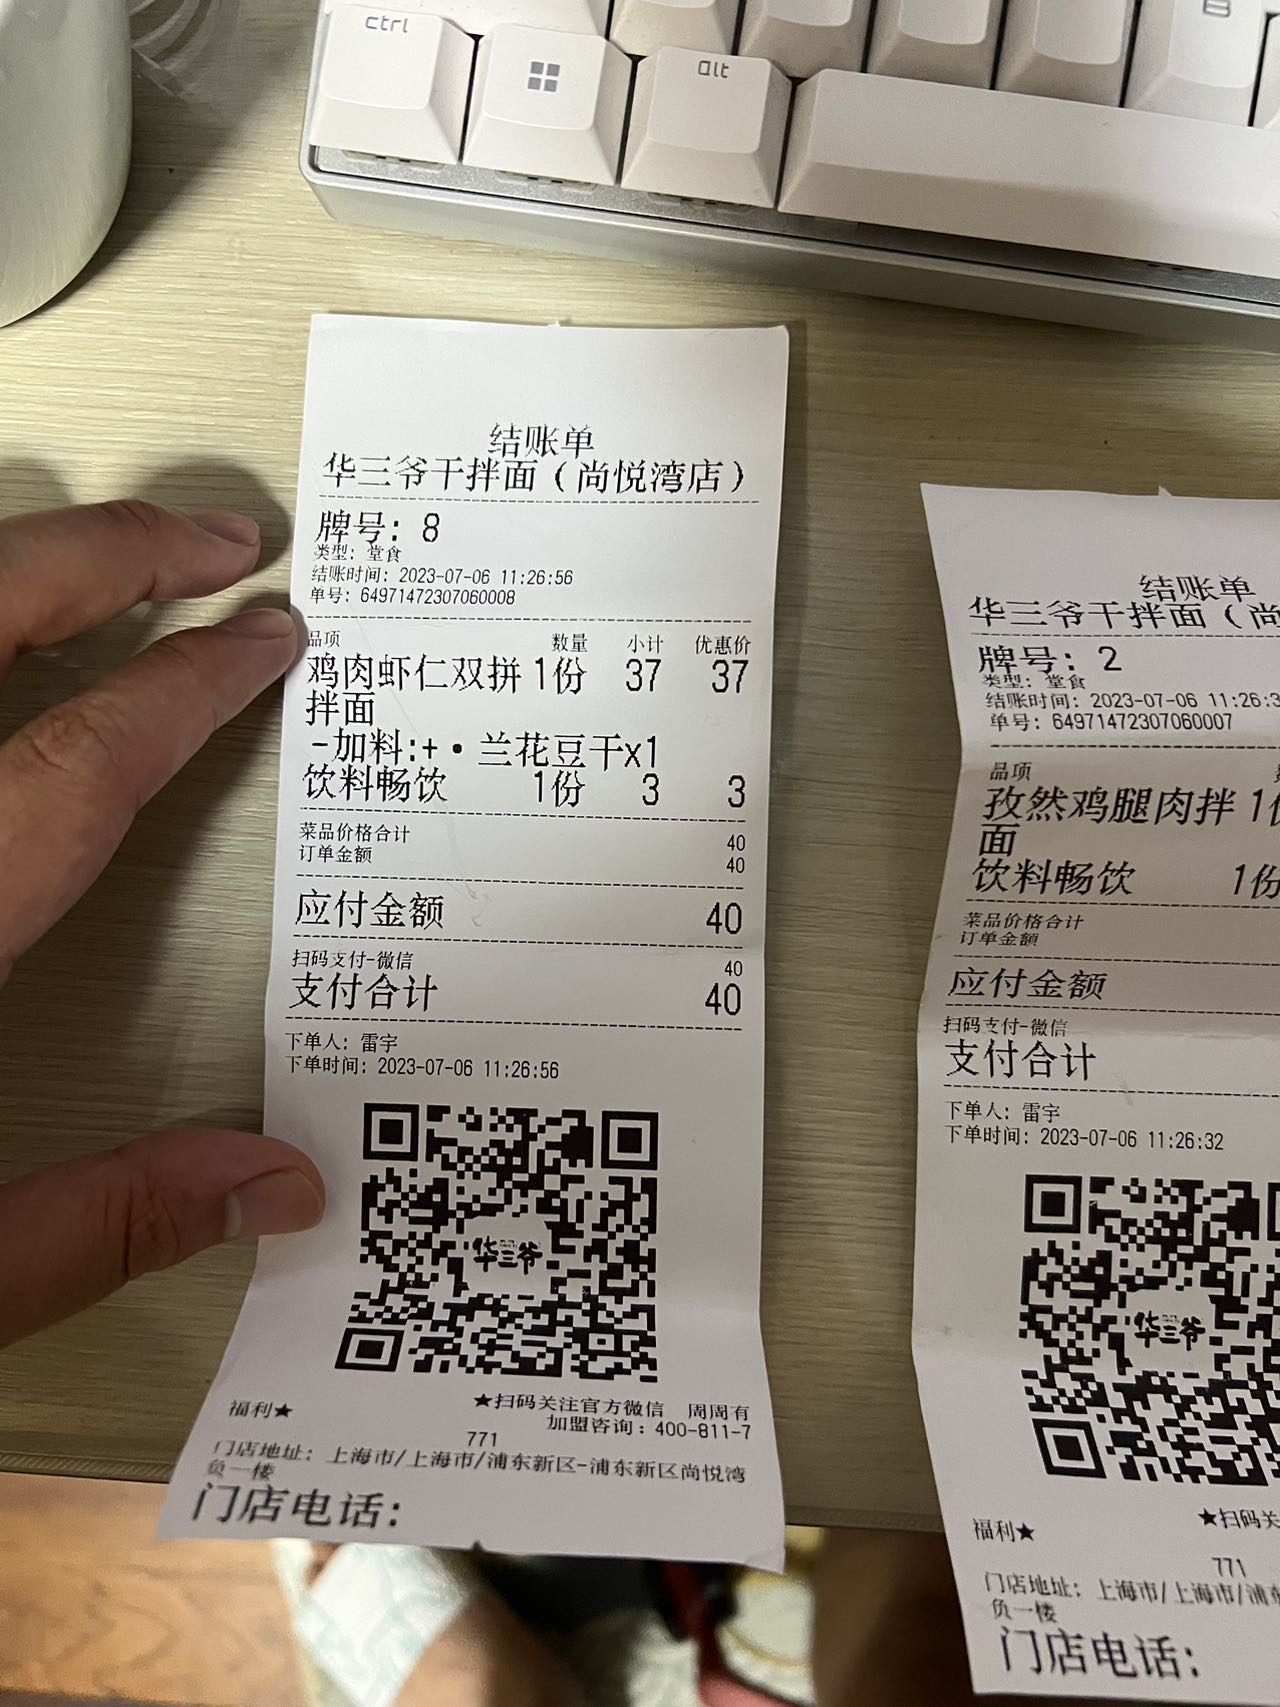 ctrl
alt
结账单
华三爷干拌面（尚悦湾店）
牌号: 8
类型: 堂食
结账时间: 2023-07-06 11:26:56
单号: 64971472307060008
品项 数量 小计 优惠价
鸡肉虾仁双拼 1份 37 37
拌面
-加料:+·兰花豆干x1
饮料畅饮 1份 3 3
菜品价格合计 40
订单金额 40
应付金额 40
扫码支付-微信 40
支付合计 40
下单人: 雷宇
下单时间: 2023-07-06 11:26:56
华三爷
★扫码关注官方微信 周周有
福利★
加盟咨询: 400-811-7
771
门店地址: 上海市/上海市/浦东新区-浦东新区尚悦湾
负一楼
门店电话:
结账单
华三爷干拌面（尚
牌号: 2
类型: 堂食
结账时间: 2023-07-06 11:26:3
单号: 64971472307060007
品项
孜然鸡腿肉拌 1份
面
饮料畅饮 1份
菜品价格合计
订单金额
应付金额
扫码支付-微信
支付合计
下单人: 雷宇
下单时间: 2023-07-06 11:26:32
华三爷
★扫码关
福利★
771
门店地址: 上海市/上海市/浦东
负一楼
门店电话: